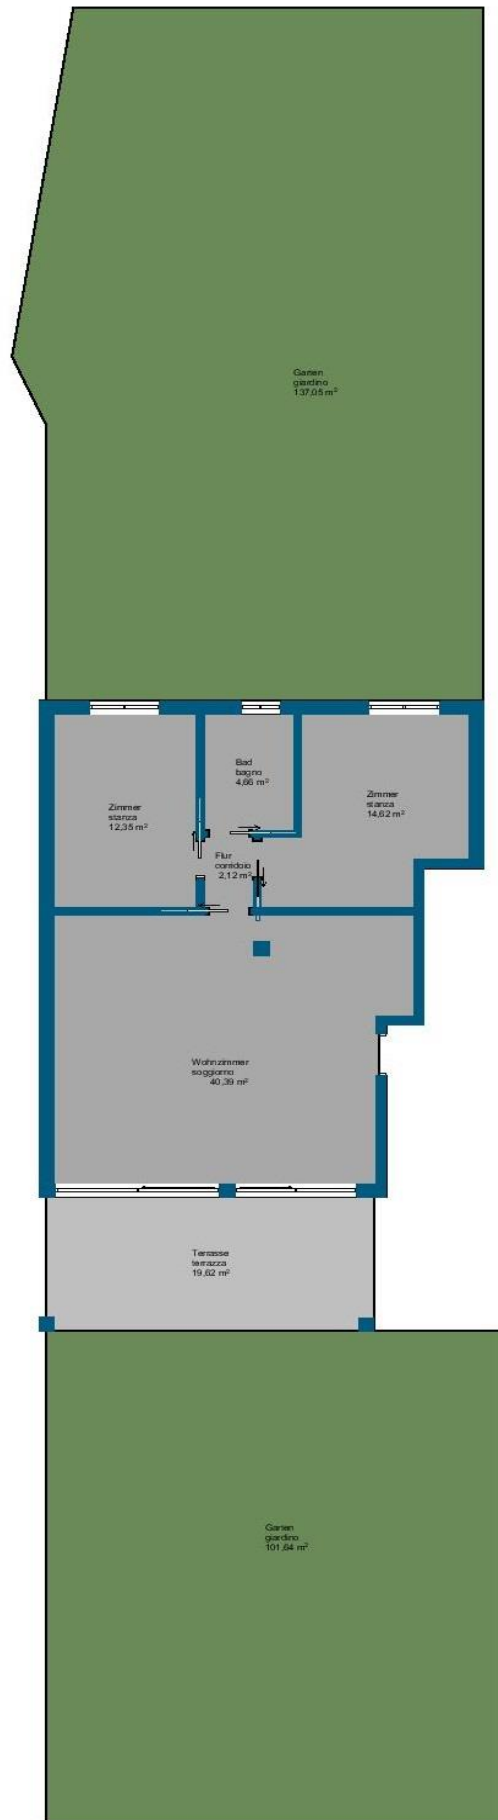 Garten
giardino
137,05 m²
Bad
bagno
4,66 m²
Zimmer
stanza
12,35 m²
Zimmer
stanza
14,62 m²
Flur
corridoio
2,12 m²
Wohnzimmer
soggiorno
40,39 m²
Terrasse
terrazza
19,62 m²
Garten
giardino
101,64 m²